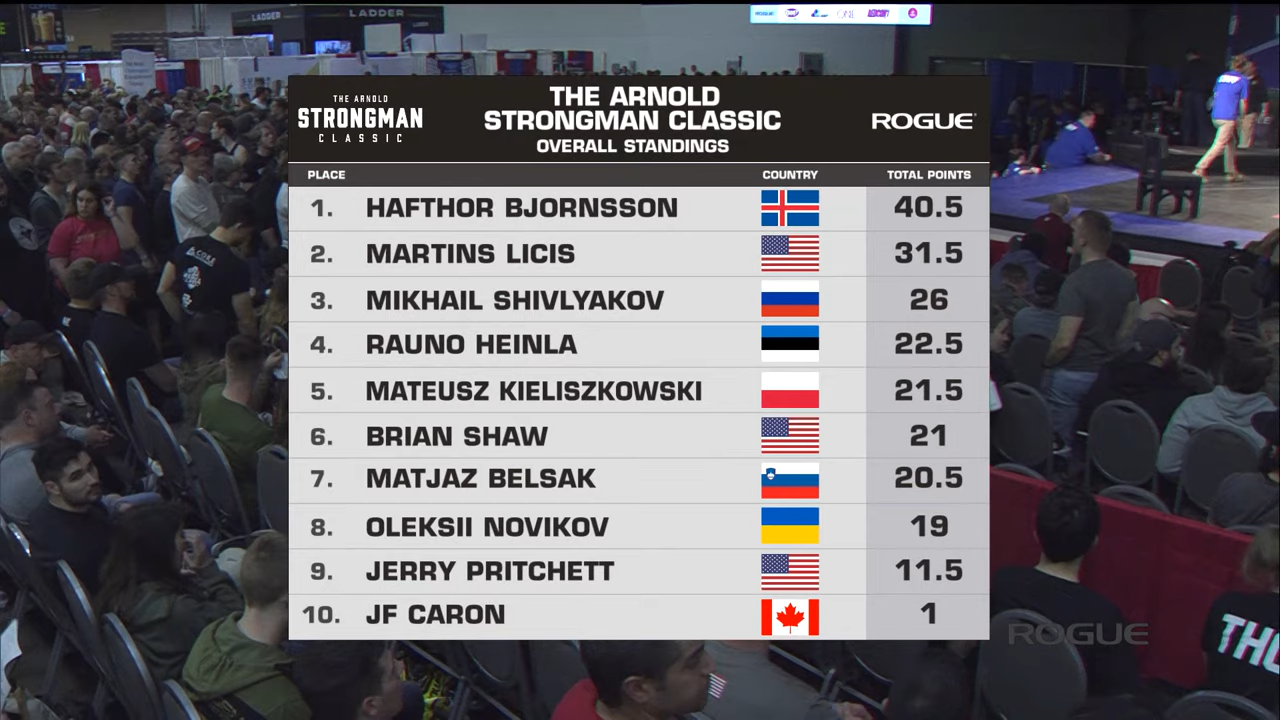 LADDER
LADDER
ROGUE
THE ARNOLD
STRONGMAN
CLASSIC
THE ARNOLD
STRONGMAN CLASSIC
OVERALL STANDINGS
ROGUE
PLACE COUNTRY TOTAL POINTS
1. HAFTHOR BJORNSSON 40.5
2. MARTINS LICIS 31.5
3. MIKHAIL SHIVLYAKOV 26
4. RAUNO HEINLA 22.5
5. MATEUSZ KIELISZKOWSKI 21.5
6. BRIAN SHAW 21
7. MATJAZ BELSAK 20.5
8. OLEKSII NOVIKOV 19
9. JERRY PRITCHETT 11.5
10. JF CARON 1
ROGUE